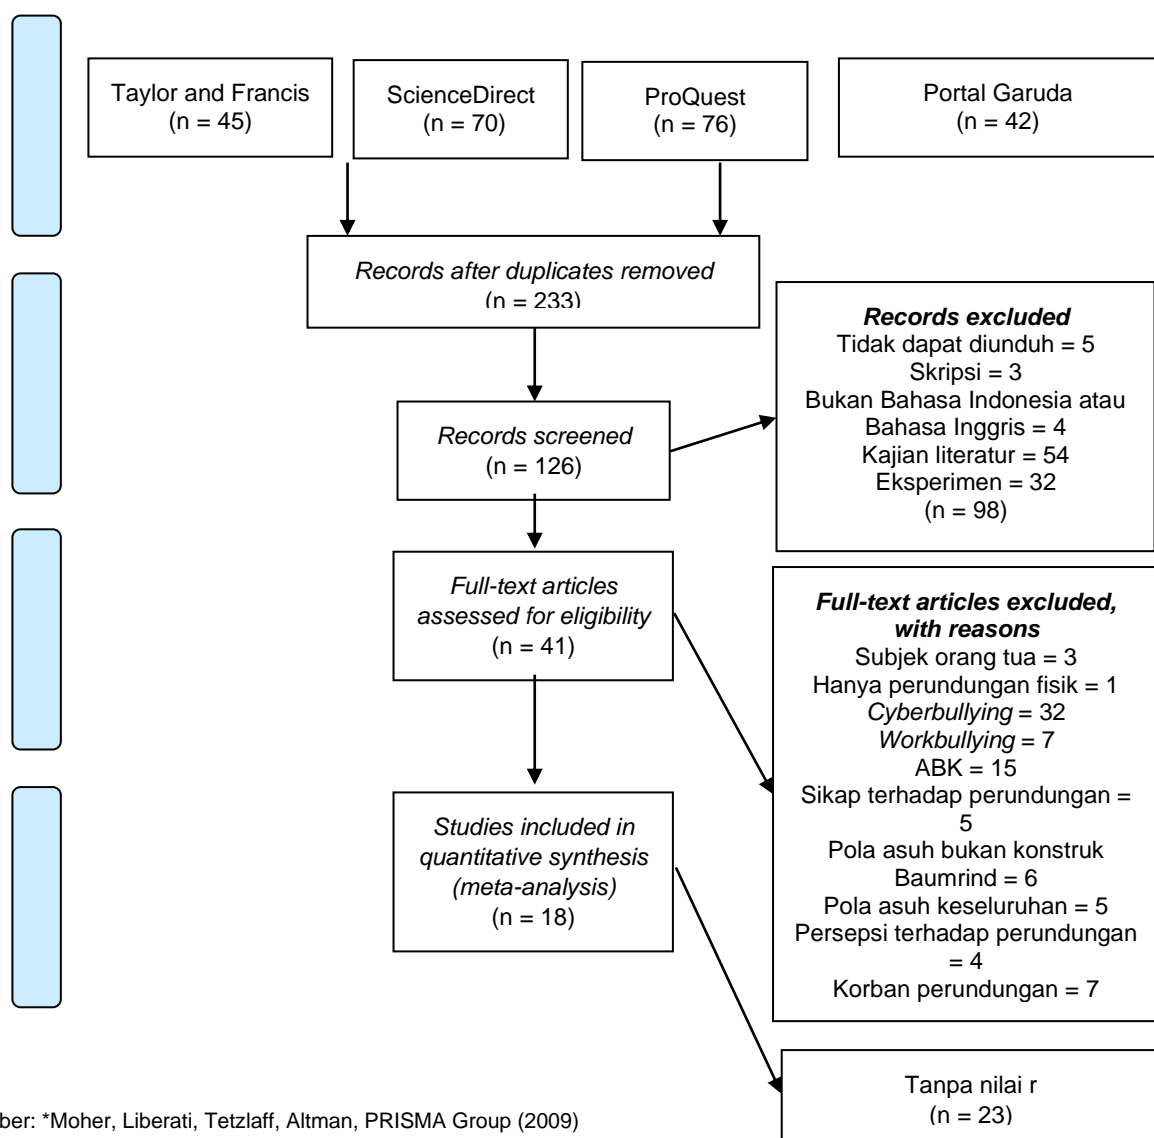 Taylor and Francis
(n = 45)
ScienceDirect
(n = 70)
ProQuest
(n = 76)
Portal Garuda
(n = 42)
Records after duplicates removed
(n = 233)
Records screened
(n = 126)
Records excluded
Tidak dapat diunduh = 5
Skripsi = 3
Bukan Bahasa Indonesia atau
Bahasa Inggris = 4
Kajian literatur = 54
Eksperimen = 32
(n = 98)
Full-text articles
assessed for eligibility
(n = 41)
Full-text articles excluded,
with reasons
Subjek orang tua = 3
Hanya perundungan fisik = 1
Cyberbullying = 32
Workbullying = 7
ABK = 15
Sikap terhadap perundungan =
5
Pola asuh bukan konstruk
Baumrind = 6
Pola asuh keseluruhan = 5
Persepsi terhadap perundungan
= 4
Korban perundungan = 7
Studies included in
quantitative synthesis
(meta-analysis)
(n = 18)
Tanpa nilai r
(n = 23)
ber: *Moher, Liberati, Tetzlaff, Altman, PRISMA Group (2009)